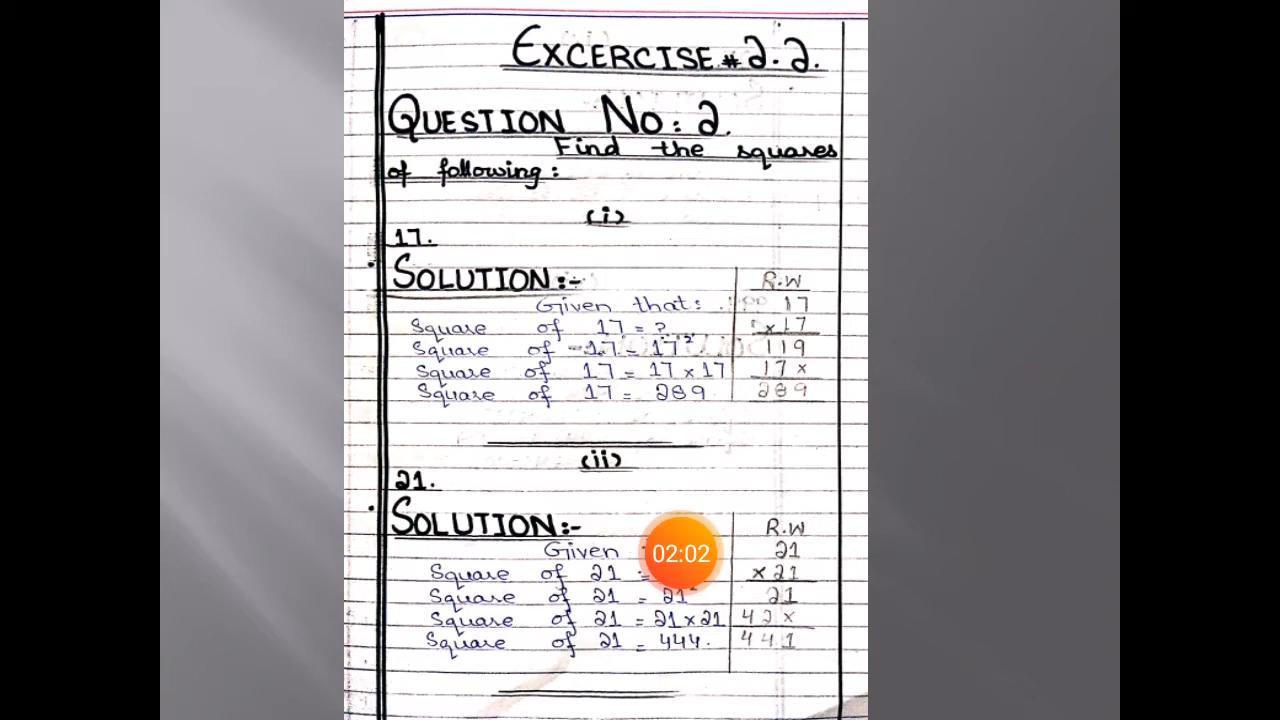 EXCERCISE # 2.2.
QUESTION No: 2.
Find the squares
of following:
(i)
17.
SOLUTION:-
R.W
Given that:
17
Square of 17 = ?
×17
Square of 17 = 17²
119
Square of 17 = 17 × 17
17 ×
Square of 17 = 289
289
(ii)
21.
SOLUTION:-
R.W
Given
21
02:02
Square of 21 =
×21
Square of 21 = 21²
21
Square of 21 = 21 × 21
42 ×
Square of 21 = 444.
441